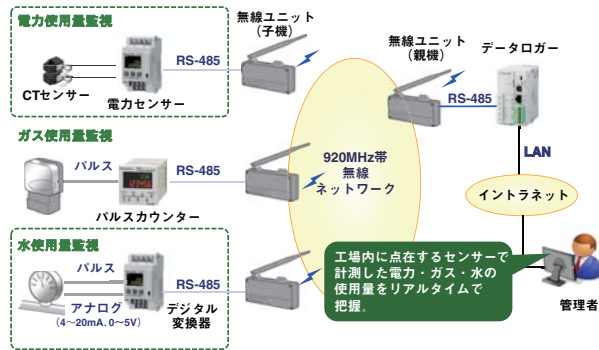 電力使用量監視
CTセンサー
電力センサー
RS-485
無線ユニット
（子機）
ガス使用量監視
パルス
パルスカウンター
RS-485
水使用量監視
パルス
アナログ
（4〜20mA、0〜5V）
デジタル
変換器
RS-485
920MHz帯
無線
ネットワーク
無線ユニット
（親機）
RS-485
データロガー
LAN
イントラネット
工場内に点在するセンサーで
計測した電力・ガス・水の
使用量をリアルタイムで
把握。
管理者